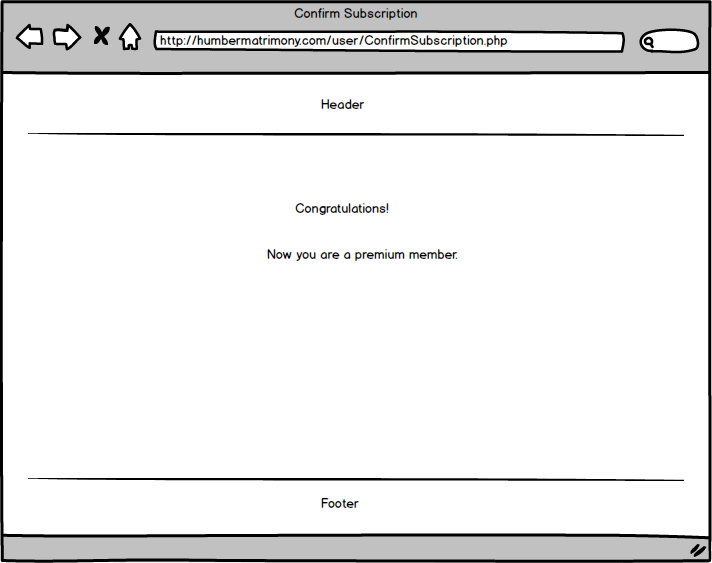 Confirm Subscription
http://humbermatrimony.com/user/ConfirmSubscription.php
Header
Congratulations!
Now you are a premium member.
Footer